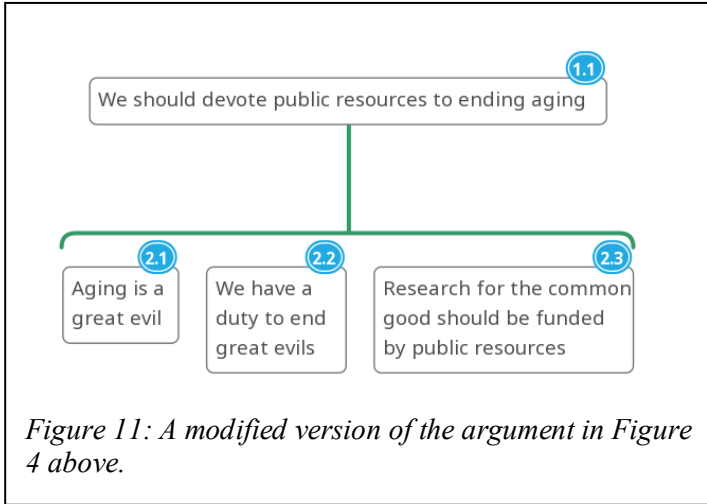 1.1
We should devote public resources to ending aging
2.1
Aging is a
great evil
2.2
We have a
duty to end
great evils
2.3
Research for the common
good should be funded
by public resources
Figure 11: A modified version of the argument in Figure
4 above.